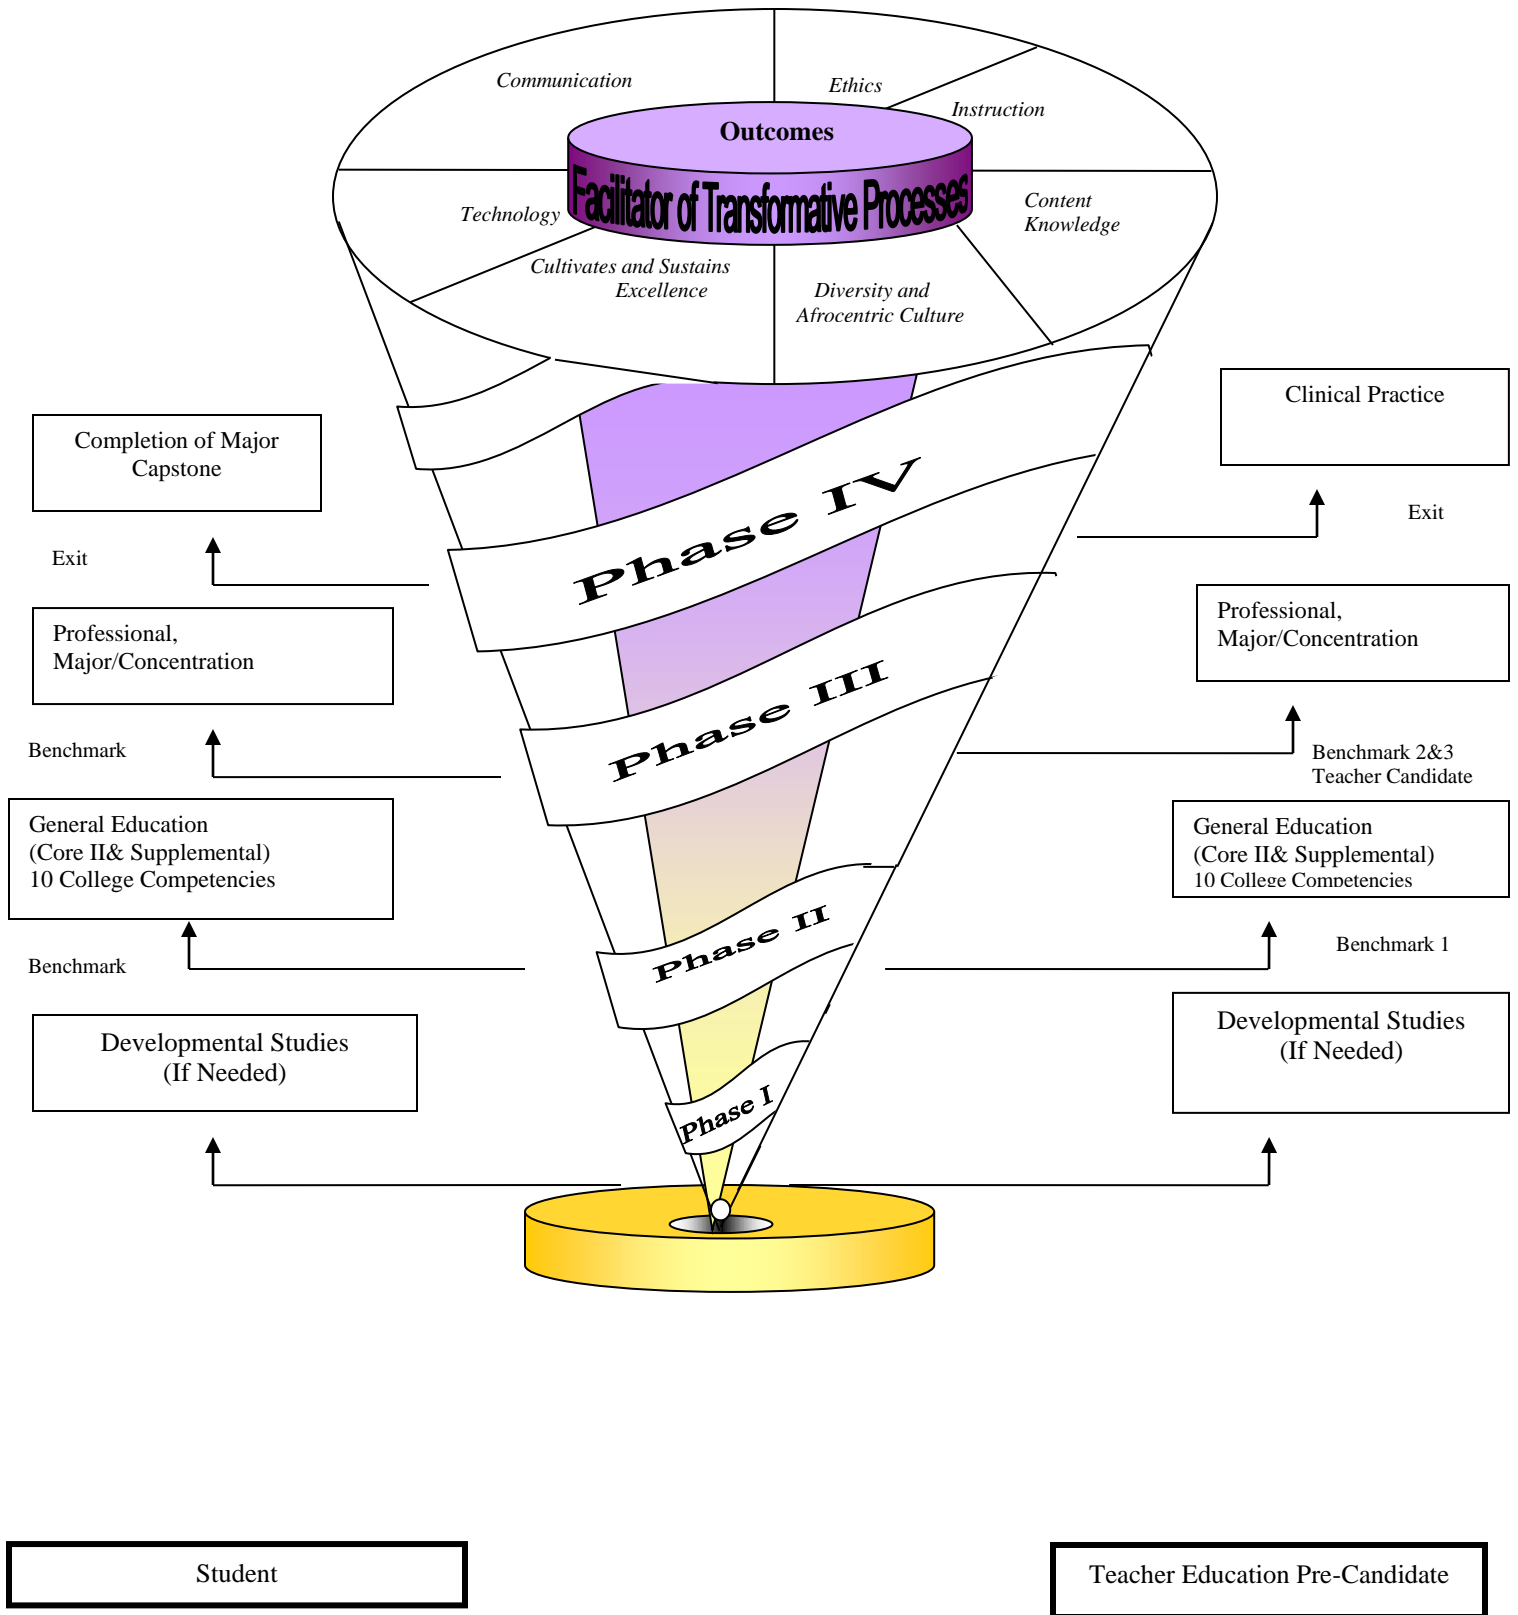 Communication
Ethics
Instruction
Outcomes
Facilitator of Transformative Processes
Technology
Content
Knowledge
Cultivates and Sustains
Excellence
Diversity and
Afrocentric Culture
Completion of Major
Capstone
Clinical Practice
Phase IV
Exit
Exit
Professional,
Major/Concentration
Professional,
Major/Concentration
Phase III
Benchmark
Benchmark 2&3
Teacher Candidate
General Education
(Core II& Supplemental)
10 College Competencies
General Education
(Core II& Supplemental)
10 College Competencies
Phase II
Benchmark
Benchmark 1
Developmental Studies
(If Needed)
Developmental Studies
(If Needed)
Phase I
Student
Teacher Education Pre-Candidate